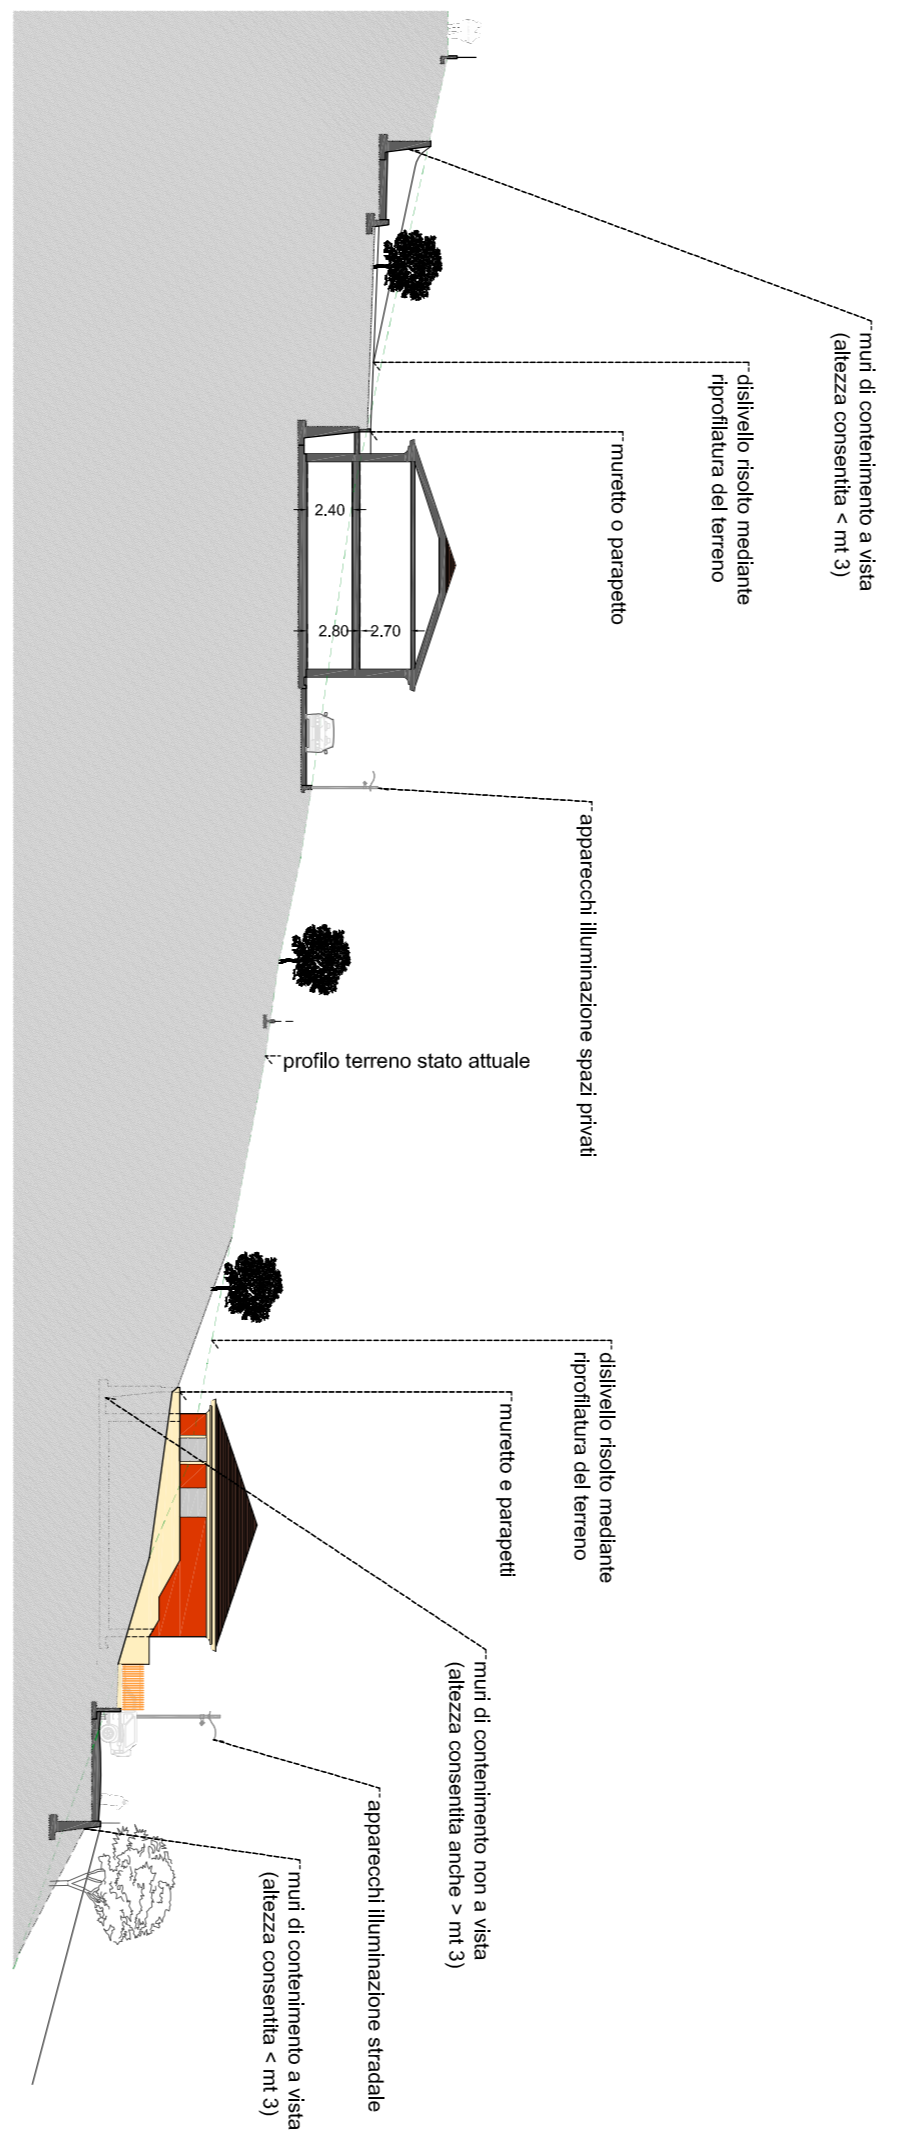 muri di contenimento a vista
(altezza consentita < mt 3)
dislivello risolto mediante
riprofilatura del terreno
muretto o parapetto
2.40
2.80
2.70
apparecchi illuminazione spazi privati
profilo terreno stato attuale
dislivello risolto mediante
riprofilatura del terreno
muretto e parapetti
muri di contenimento non a vista
(altezza consentita anche > mt 3)
apparecchi illuminazione stradale
muri di contenimento a vista
(altezza consentita < mt 3)